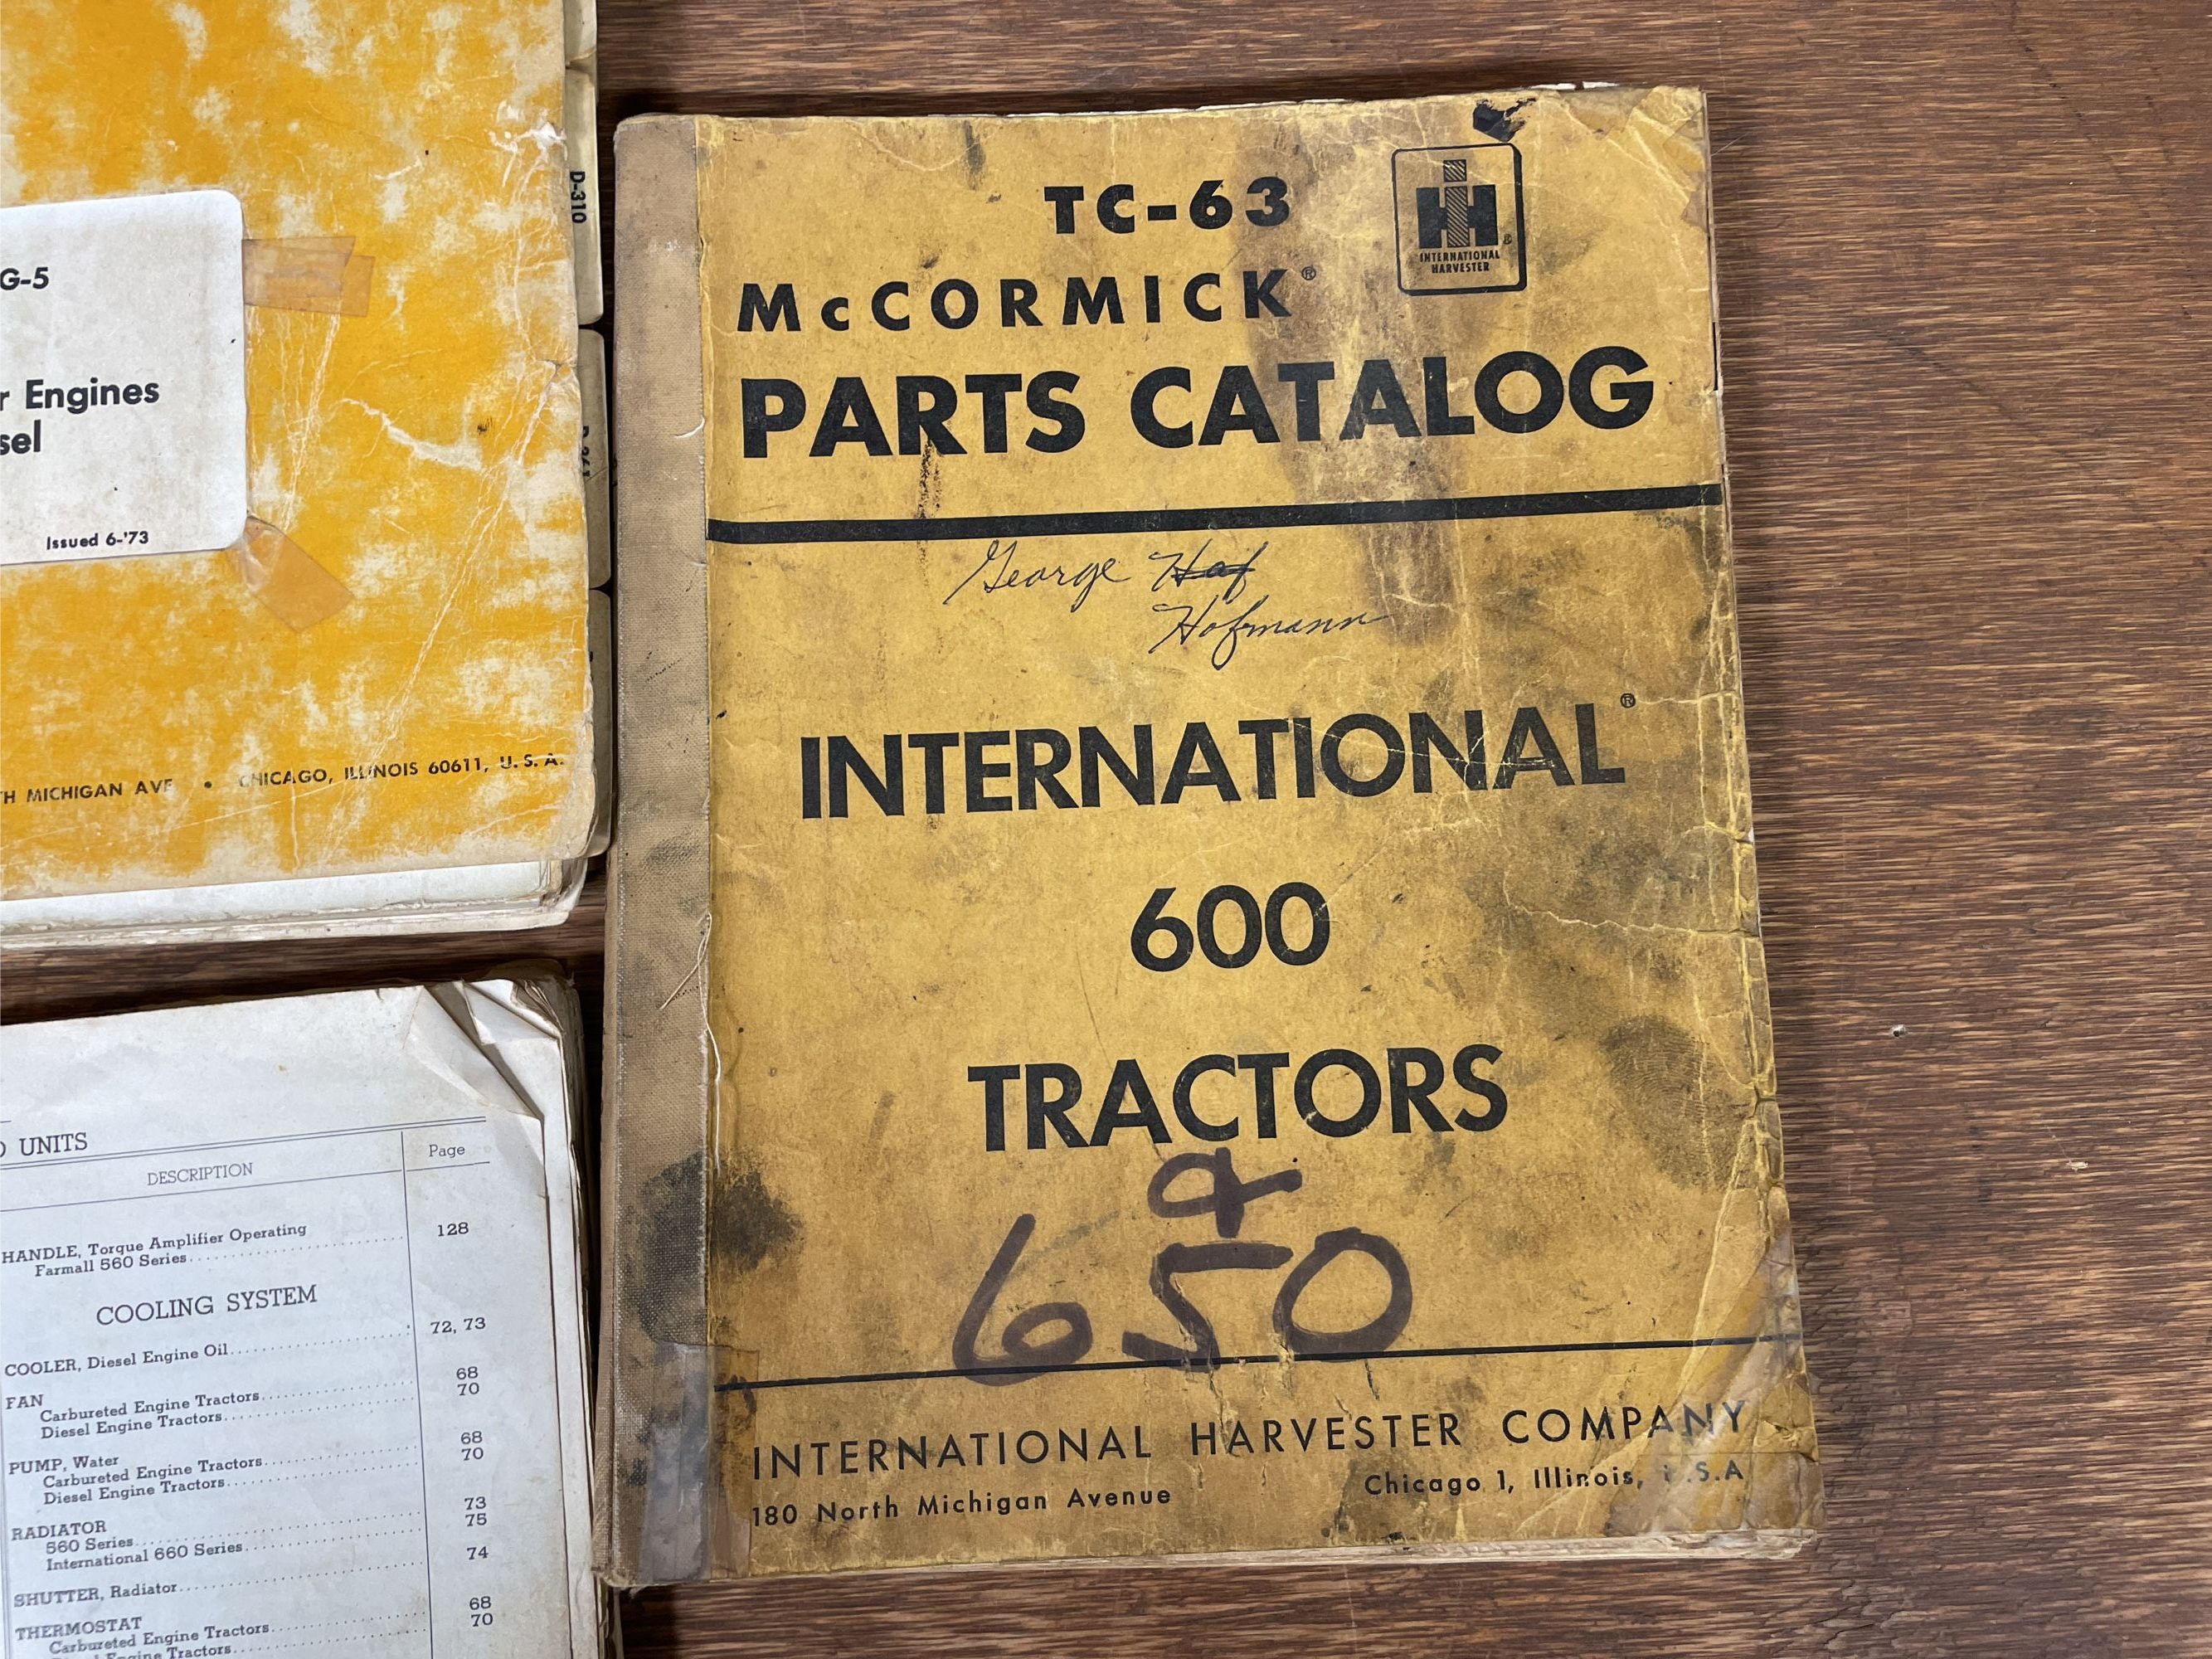 G-5
Engines
Issued 6-'73
MICHIGAN AVE • CHICAGO, ILLINOIS 60611, U. S. A.
D-310
UNITS
DESCRIPTION
Page
HANDLE, Torque Amplifier Operating
Farmall 560 Series 128
COOLING SYSTEM
COOLER, Diesel Engine Oil 72, 73
FAN
Carbureted Engine Tractors 68
Diesel Engine Tractors 70
PUMP, Water
Carbureted Engine Tractors 68
Diesel Engine Tractors 70
RADIATOR
560 Series 73
International 660 Series 75
SHUTTER, Radiator 74
THERMOSTAT
Carbureted Engine Tractors 68
Engine Tractors 70
TC-63
IH
INTERNATIONAL
HARVESTER
®
McCORMICK®
PARTS CATALOG
George Haf
Hofmann
INTERNATIONAL®
600
TRACTORS
650
INTERNATIONAL HARVESTER COMPANY
180 North Michigan Avenue Chicago 1, Illinois, .S.A